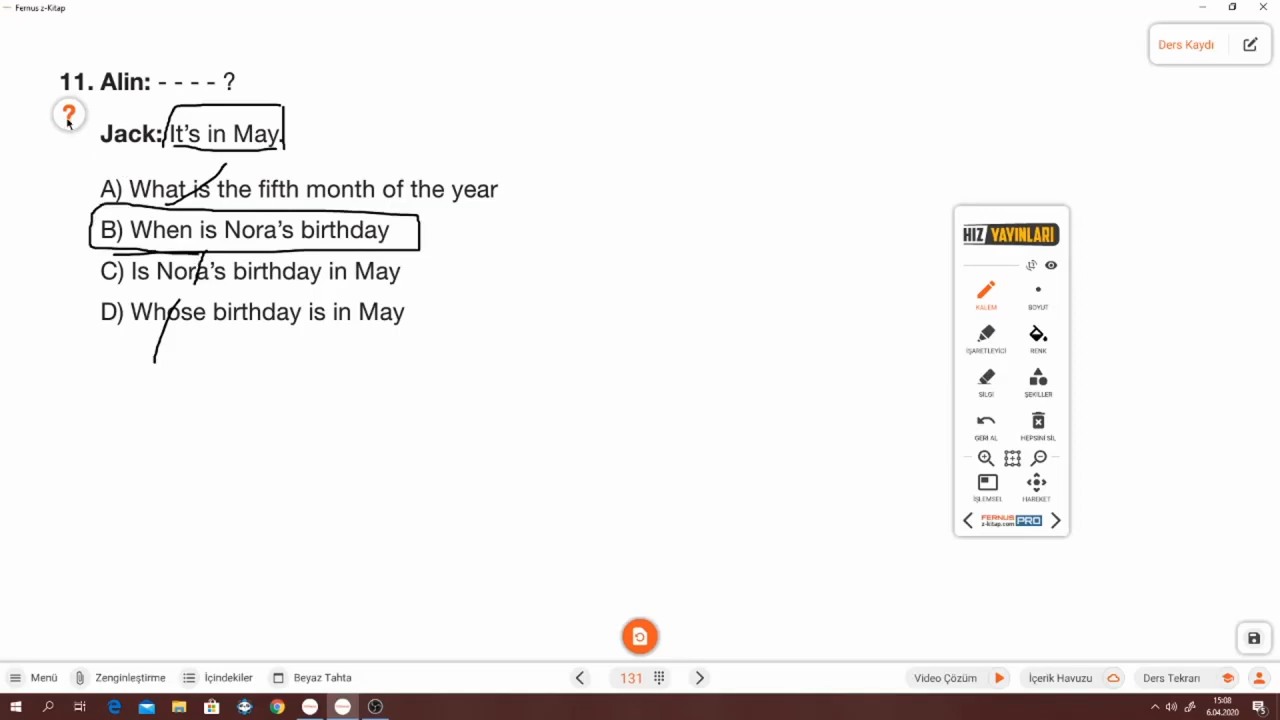 Fernus z-Kitap
Ders Kaydı
11. Alin: - - - - ?
?
Jack: It's in May.
A) What is the fifth month of the year
B) When is Nora's birthday
C) Is Nora's birthday in May
D) Whose birthday is in May
HIZ YAYINLARI
KALEM
BOYUT
İŞARETLEYİCİ
RENK
SİLGİ
ŞEKİLLER
GERİ AL
HEPSİNİ SİL
İŞLEMSEL
HAREKET
FERNUS
z-kitap.com PRO
Menü
Zenginleştirme
İçindekiler
Beyaz Tahta
131
Video Çözüm
İçerik Havuzu
Ders Tekrarı
15:08
6.04.2020
5